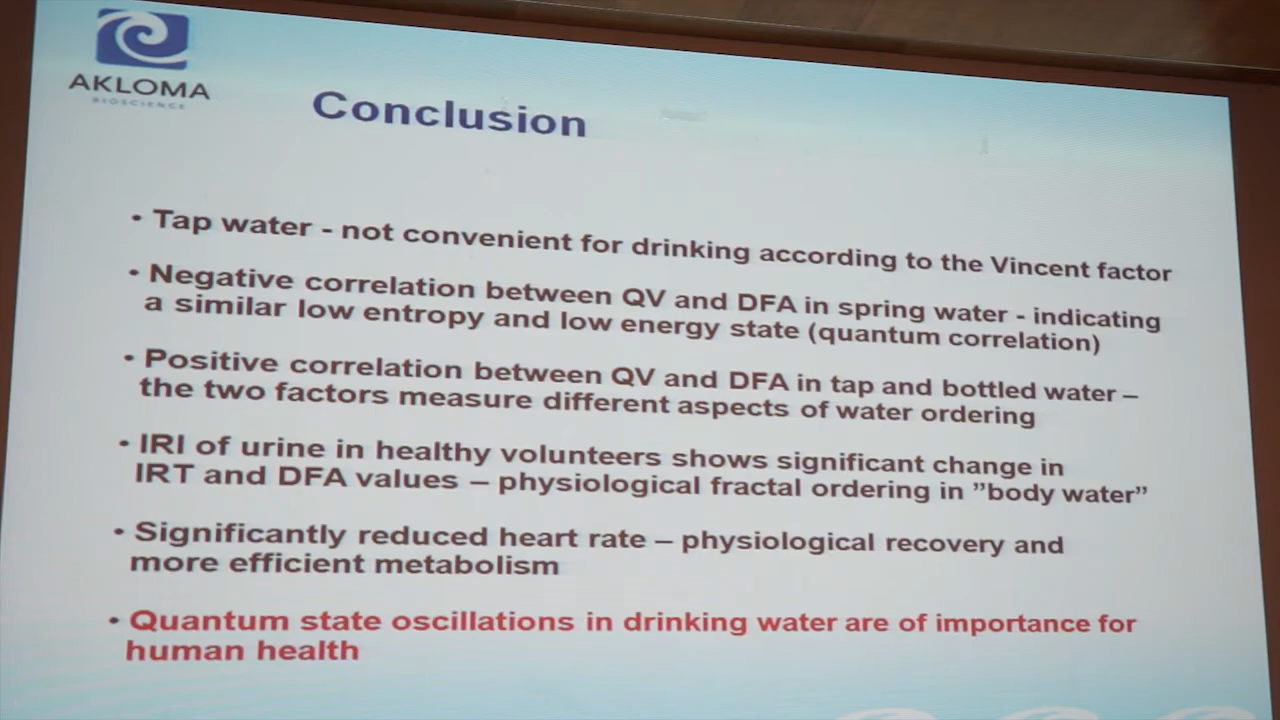 AKLOMA
BIOSCIENCE
Conclusion
• Tap water - not convenient for drinking according to the Vincent factor
• Negative correlation between QV and DFA in spring water - indicating
a similar low entropy and low energy state (quantum correlation)
• Positive correlation between QV and DFA in tap and bottled water –
the two factors measure different aspects of water ordering
• IRI of urine in healthy volunteers shows significant change in
IRT and DFA values – physiological fractal ordering in ”body water”
• Significantly reduced heart rate – physiological recovery and
more efficient metabolism
• Quantum state oscillations in drinking water are of importance for
human health